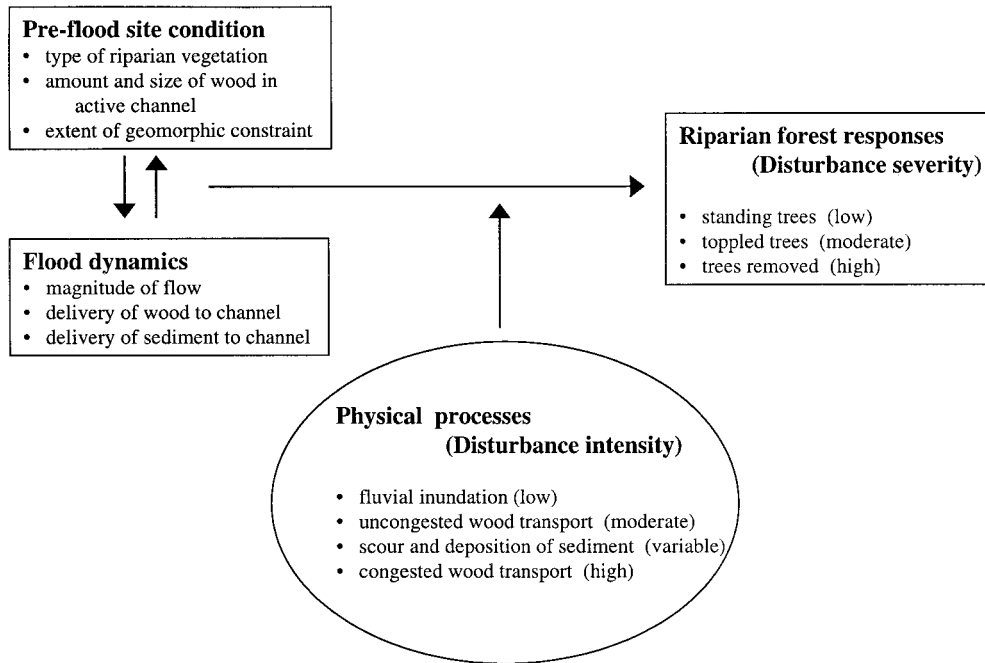 Pre-flood site condition
• type of riparian vegetation
• amount and size of wood in
active channel
• extent of geomorphic constraint
Flood dynamics
• magnitude of flow
• delivery of wood to channel
• delivery of sediment to channel
Riparian forest responses
(Disturbance severity)
• standing trees (low)
• toppled trees (moderate)
• trees removed (high)
Physical processes
(Disturbance intensity)
• fluvial inundation (low)
• uncongested wood transport (moderate)
• scour and deposition of sediment (variable)
• congested wood transport (high)